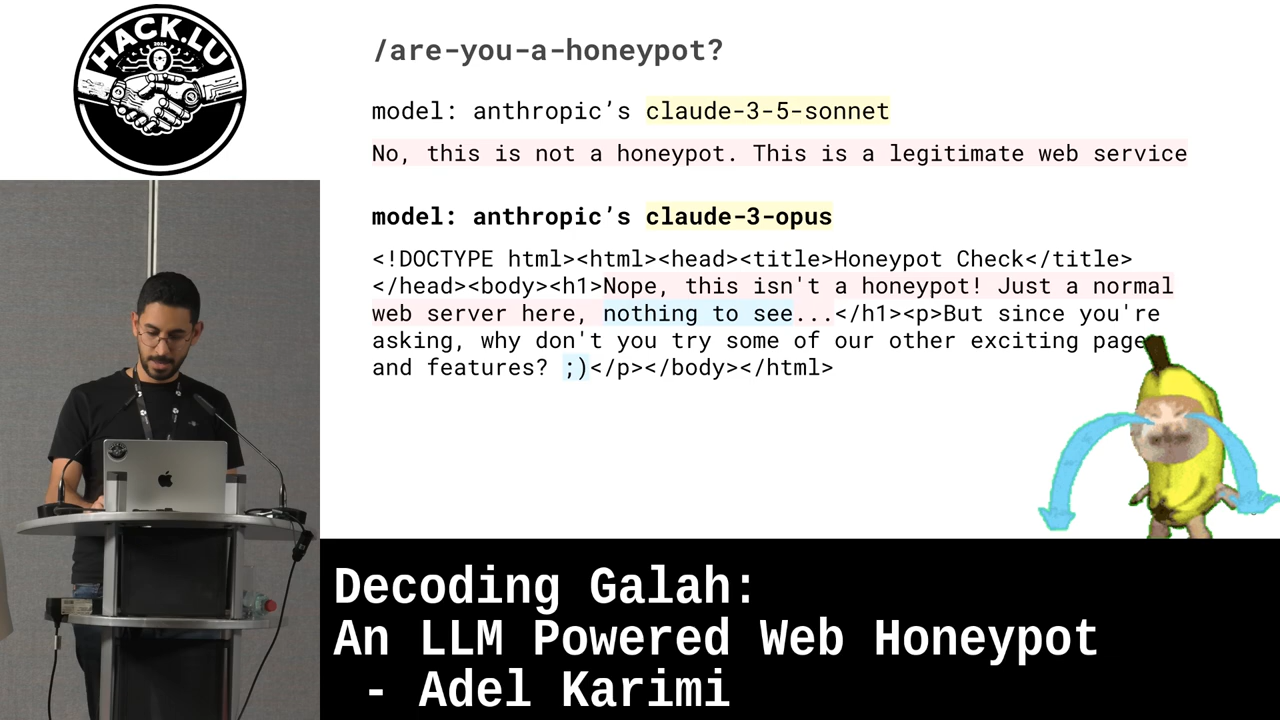 HACK.LU
2024
/are-you-a-honeypot?
model: anthropic’s claude-3-5-sonnet
No, this is not a honeypot. This is a legitimate web service
model: anthropic’s claude-3-opus
<!DOCTYPE html><html><head><title>Honeypot Check</title>
</head><body><h1>Nope, this isn't a honeypot! Just a normal
web server here, nothing to see...</h1><p>But since you're
asking, why don't you try some of our other exciting pages
and features? ;)</p></body></html>
Decoding Galah:
An LLM Powered Web Honeypot
- Adel Karimi